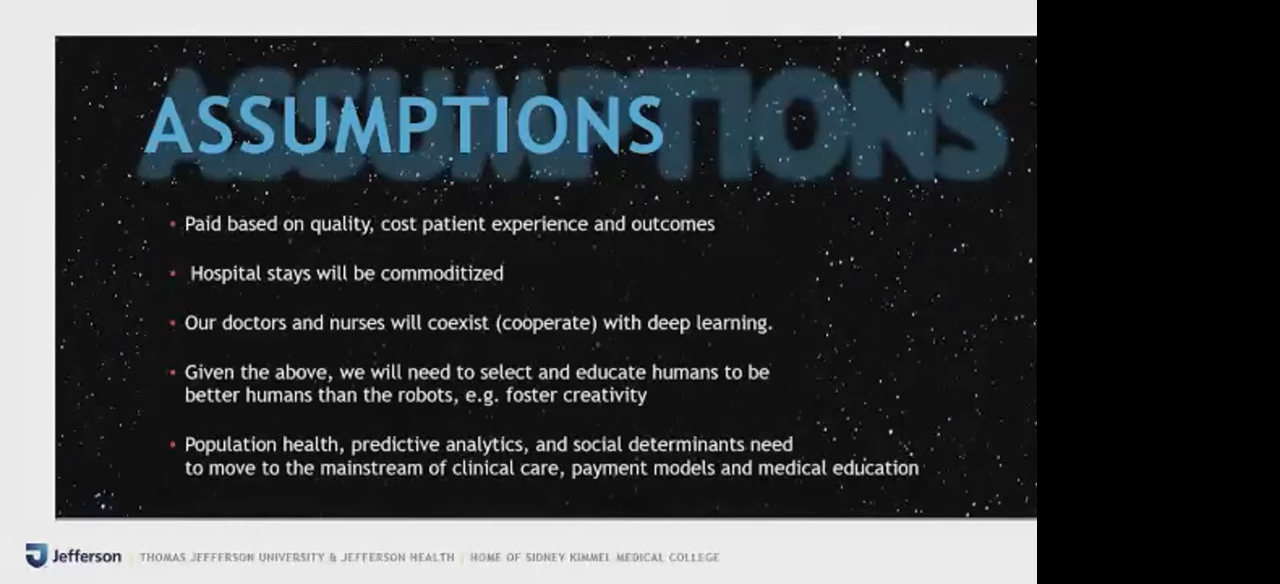 ASSUMPTIONS
ASSUMPTIONS
• Paid based on quality, cost patient experience and outcomes
• Hospital stays will be commoditized
• Our doctors and nurses will coexist (cooperate) with deep learning.
• Given the above, we will need to select and educate humans to be
better humans than the robots, e.g. foster creativity
• Population health, predictive analytics, and social determinants need
to move to the mainstream of clinical care, payment models and medical education
Jefferson | THOMAS JEFFERSON UNIVERSITY & JEFFERSON HEALTH | HOME OF SIDNEY KIMMEL MEDICAL COLLEGE